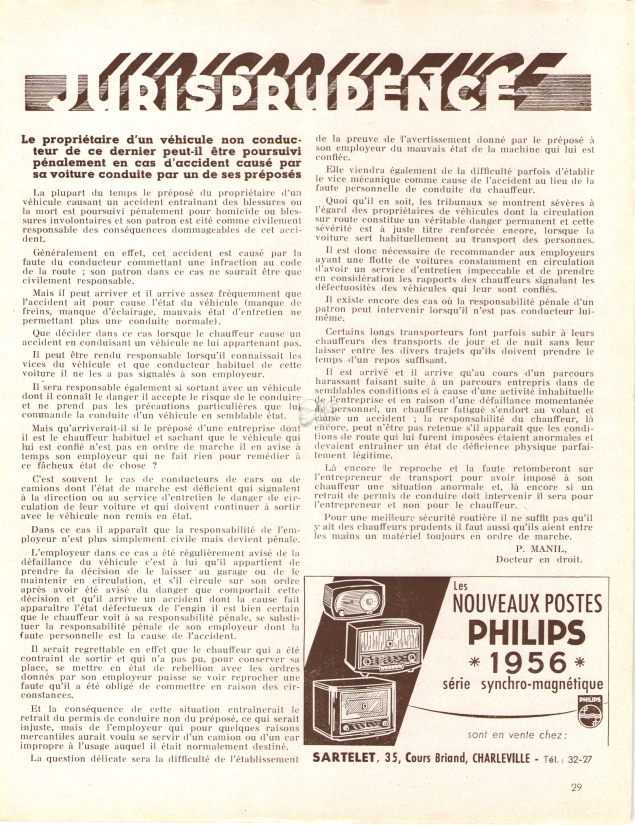 JURISPRUDENCE
Le propriétaire d'un véhicule non conduc-
teur de ce dernier peut-il être poursuivi
pénalement en cas d'accident causé par
sa voiture conduite par un de ses préposés
La plupart du temps le préposé du propriétaire d'un
véhicule causant un accident entraînant des blessures ou
la mort est poursuivi pénalement pour homicide ou bles-
sures involontaires et son patron est cité comme civilement
responsable des conséquences dommageables de cet acci-
dent.
Généralement en effet, cet accident est causé par la
faute du conducteur commettant une infraction au code
de la route ; son patron dans ce cas ne saurait être que
civilement responsable.
Mais il peut arriver et il arrive assez fréquemment que
l'accident ait pour cause l'état du véhicule (manque de
freins, manque d'éclairage, mauvais état d'entretien ne
permettant plus une conduite normale).
Que décider dans ce cas lorsque le chauffeur cause un
accident en conduisant un véhicule ne lui appartenant pas.
Il peut être rendu responsable lorsqu'il connaissait les
vices du véhicule et que conducteur habituel de cette
voiture il ne les a pas signalés à son employeur.
Il sera responsable également si sortant avec un véhicule
dont il connaît le danger il accepte le risque de le conduire
et ne prend pas les précautions particulières que lui
commande la conduite d'un véhicule en semblable état.
Mais qu'arriverait-il si le préposé d'une entreprise dont
il est le chauffeur habituel et sachant que le véhicule qui
lui est confié n'est pas en ordre de marche il en avise à
temps son employeur qui ne fait rien pour remédier à
ce fâcheux état de chose ?
C'est souvent le cas de conducteurs de cars ou de
camions dont l'état de marche est déficient qui signalent
à la direction ou au service d'entretien le danger de cir-
culation de leur voiture et qui doivent continuer à sortir
avec le véhicule non remis en état.
Dans ce cas il apparaît que la responsabilité de l'em-
ployeur n'est plus simplement civile mais devient pénale.
L'employeur dans ce cas a été régulièrement avisé de la
défaillance du véhicule c'est à lui qu'il appartient de
prendre la décision de le laisser au garage ou de le
maintenir en circulation, et s'il circule sur son ordre
après avoir été avisé du danger que comportait cette
décision et qu'il arrive un accident dont la cause fait
apparaître l'état défectueux de l'engin il est bien certain
que le chauffeur voit à sa responsabilité pénale, se substi-
tuer la responsabilité pénale de son employeur dont la
faute personnelle est la cause de l'accident.
Il serait regrettable en effet que le chauffeur qui a été
contraint de sortir et qui n'a pas pu, pour conserver sa
place, se mettre en état de rebellion avec les ordres
donnés par son employeur puisse se voir reprocher une
faute qu'il a été obligé de commettre en raison des cir-
constances.
Et la conséquence de cette situation entraînerait le
retrait du permis de conduire non du préposé, ce qui serait
injuste, mais de l'employeur qui pour quelques raisons
mercantiles aurait voulu se servir d'un camion ou d'un car
impropre à l'usage auquel il était normalement destiné.
La question délicate sera la difficulté de l'établissement
de la preuve de l'avertissement donné par le préposé à
son employeur du mauvais état de la machine qui lui est
confiée.
Elle viendra également de la difficulté parfois d'établir
le vice mécanique comme cause de l'accident au lieu de la
faute personnelle de conduite du chauffeur.
Quoi qu'il en soit, les tribunaux se montrent sévères à
l'égard des propriétaires de véhicules dont la circulation
sur route constitue un véritable danger permanent et cette
sévérité est à juste titre renforcée encore, lorsque la
voiture sert habituellement au transport des personnes.
Il est donc nécessaire de recommander aux employeurs
ayant une flotte de voitures constamment en circulation
d'avoir un service d'entretien impeccable et de prendre
en considération les rapports des chauffeurs signalant les
défectuosités des véhicules qui leur sont confiés.
Il existe encore des cas où la responsabilité pénale d'un
patron peut intervenir lorsqu'il n'est pas conducteur lui-
même.
Certains longs transporteurs font parfois subir à leurs
chauffeurs des transports de jour et de nuit sans leur
laisser entre les divers trajets qu'ils doivent prendre le
temps d'un repos suffisant.
Il est arrivé et il arrive qu'au cours d'un parcours
harassant faisant suite à un parcours entrepris dans de
semblables conditions et à cause d'une activité inhabituelle
de l'entreprise et en raison d'une défaillance momentanée
de personnel, un chauffeur fatigué s'endort au volant et
cause un accident ; la responsabilité du chauffeur, là
encore, peut n'être pas retenue s'il apparaît que les condi-
tions de route qui lui furent imposées étaient anormales et
devaient entraîner un état de déficience physique parfai-
tement légitime.
Là encore le reproche et la faute retomberont sur
l'entrepreneur de transport pour avoir imposé à son
chauffeur une situation anormale et, là encore si un
retrait de permis de conduire doit intervenir il sera pour
l'entrepreneur et non pour le chauffeur.
Pour une meilleure sécurité routière il ne suffit pas qu'il
y ait des chauffeurs prudents il faut aussi qu'ils aient entre
les mains un matériel toujours en ordre de marche.
P. MANIL,
Docteur en droit.
Les
NOUVEAUX POSTES
PHILIPS
* 1956 *
série synchro-magnétique
PHILIPS
sont en vente chez :
SARTELET, 35, Cours Briand, CHARLEVILLE - Tél. : 32-27
29